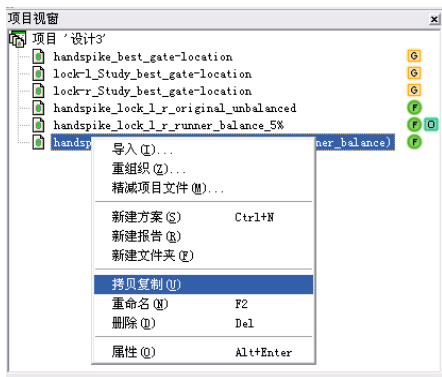 项目视窗
项目 '设计3'
handspike_best_gate-location G
lock-l_Study_best_gate-location G
lock-r_Study_best_gate-location G
handspike_lock_l_r_original_unbalanced F
handspike_lock_l_r_runner_balance_5% F O
handsp ner_balance) F
导入(I)...
重组织(Z)...
精减项目文件(M)...
新建方案(S) Ctrl+N
新建报告(R)
新建文件夹(F)
拷贝复制(U)
重命名(N) F2
删除(D) Del
属性(O) Alt+Enter